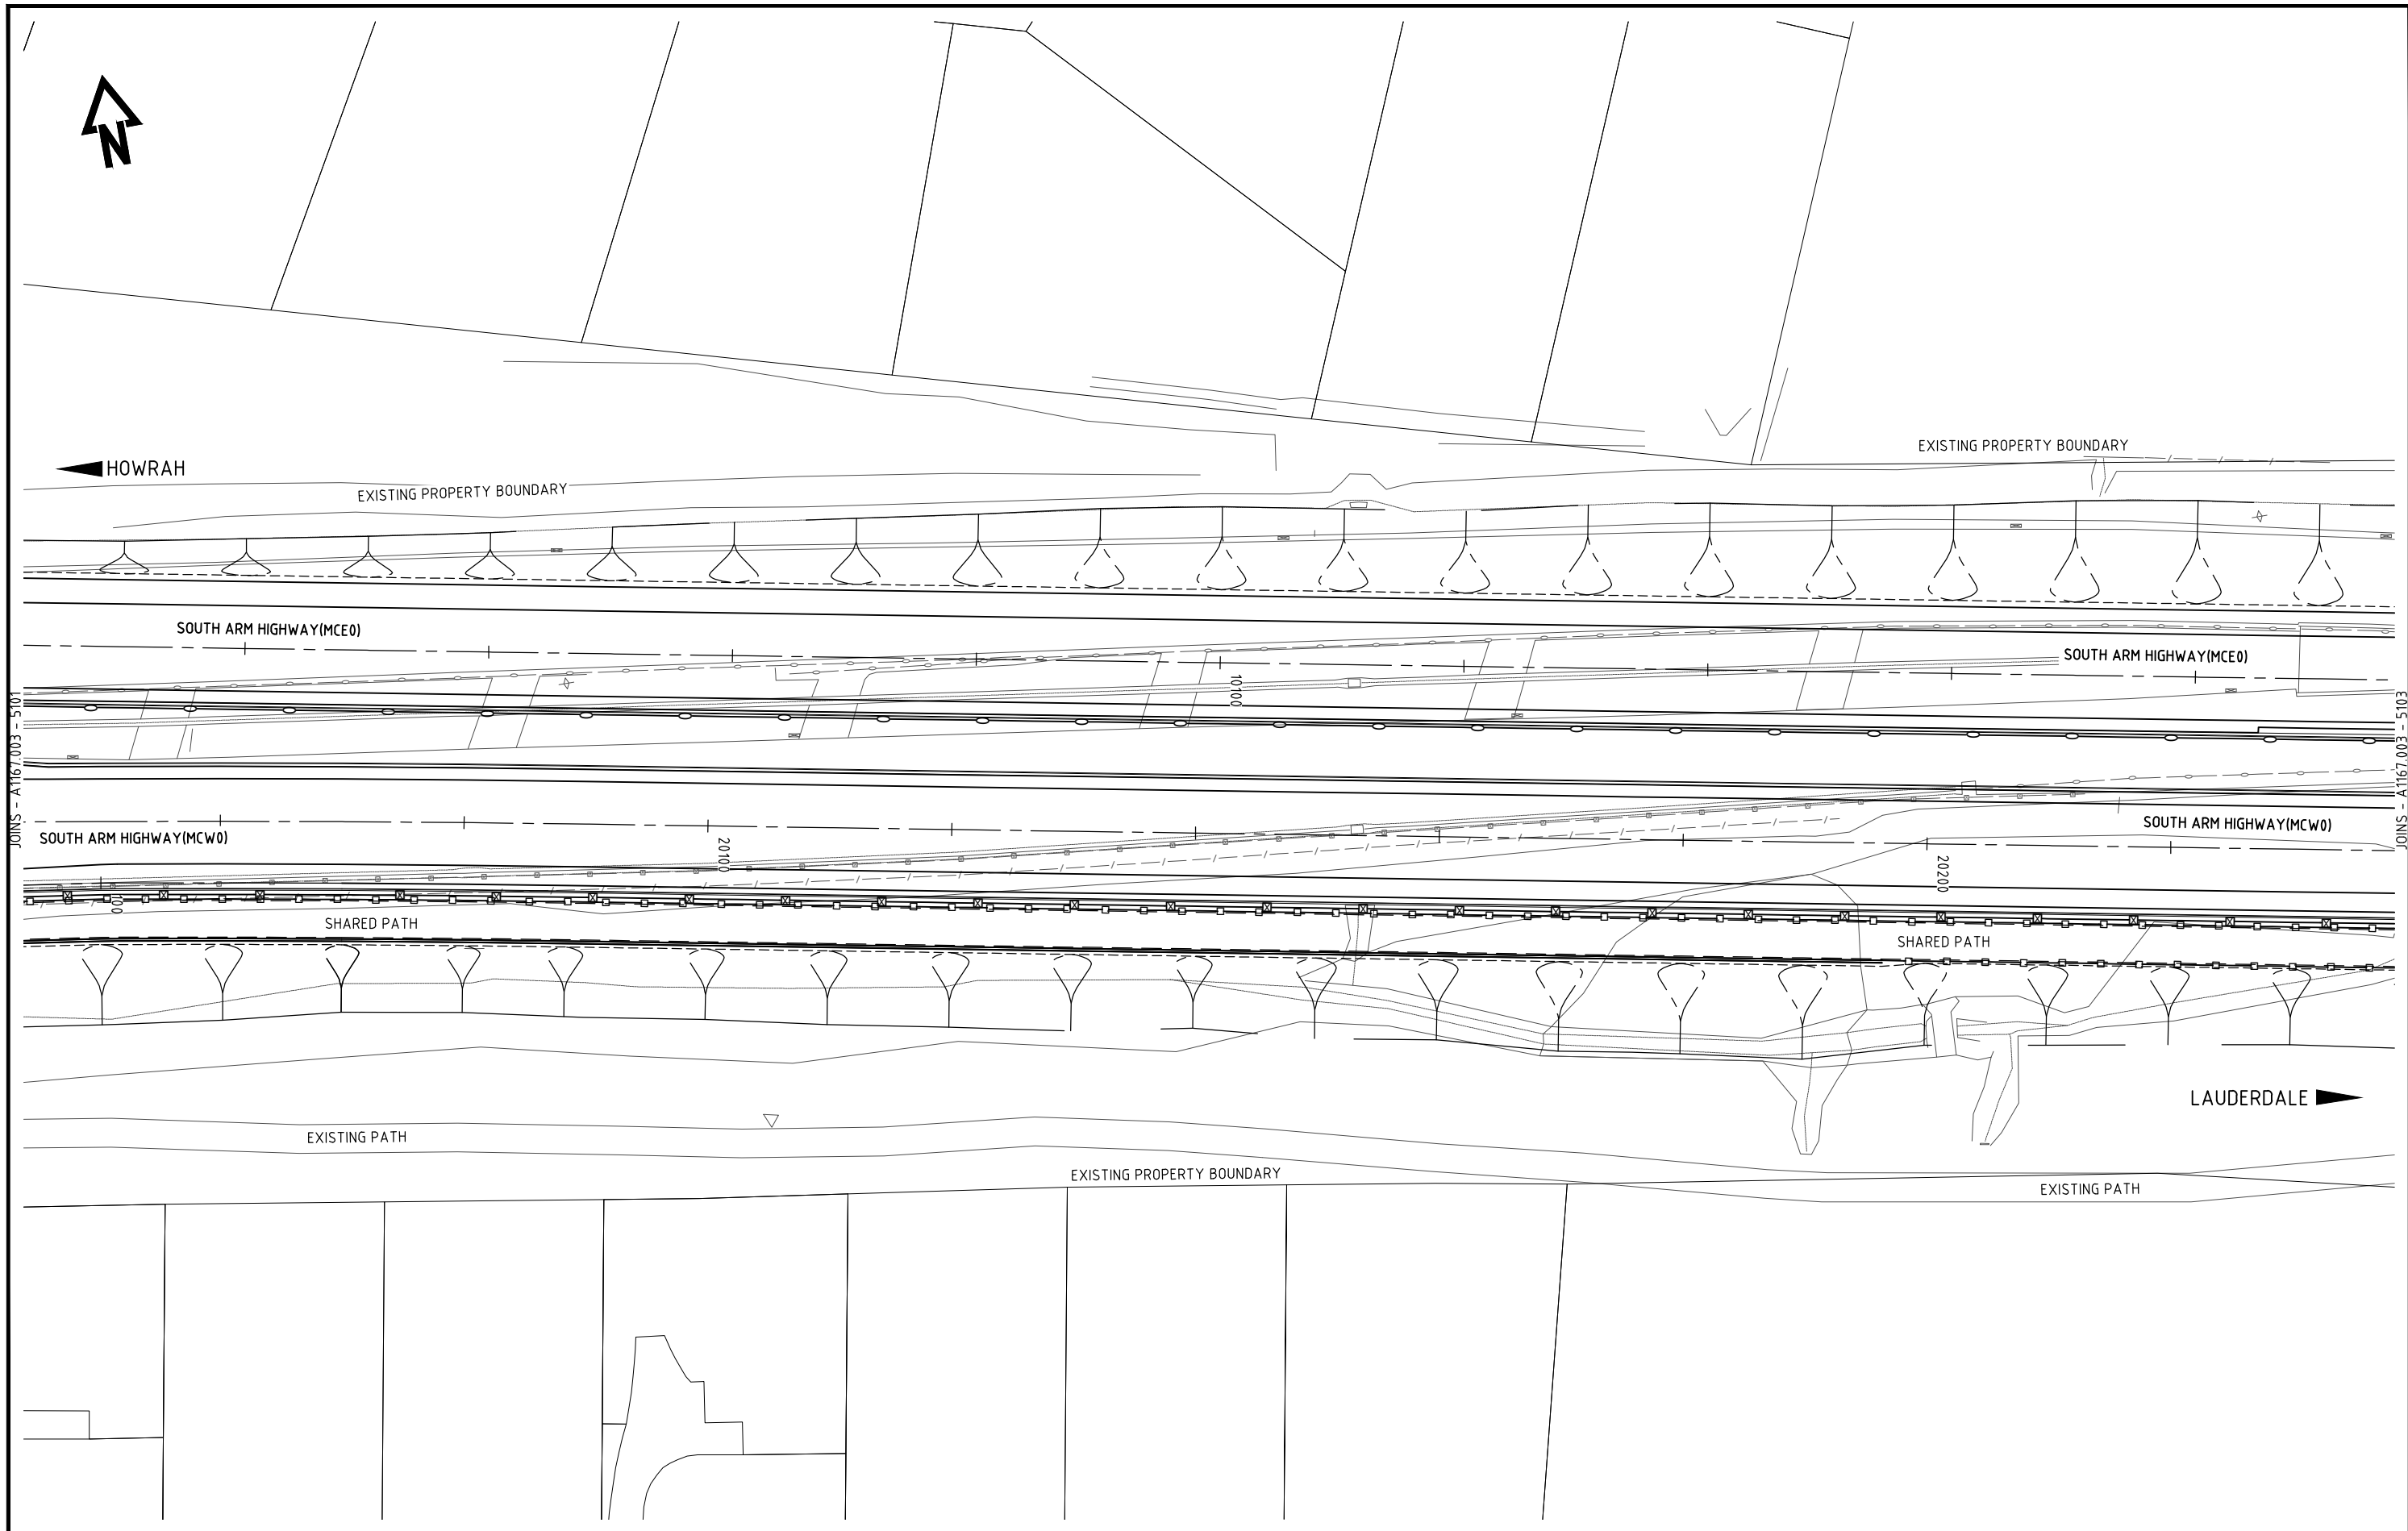 N
EXISTING PROPERTY BOUNDARY
HOWRAH
EXISTING PROPERTY BOUNDARY
SOUTH ARM HIGHWAY(MCE0)
SOUTH ARM HIGHWAY(MCE0)
10100
JOINS - A1167.003 - 5101
JOINS - A1167.003 - 5103
SOUTH ARM HIGHWAY(MCW0)
SOUTH ARM HIGHWAY(MCW0)
20100
20200
SHARED PATH
SHARED PATH
LAUDERDALE
EXISTING PATH
EXISTING PROPERTY BOUNDARY
EXISTING PATH